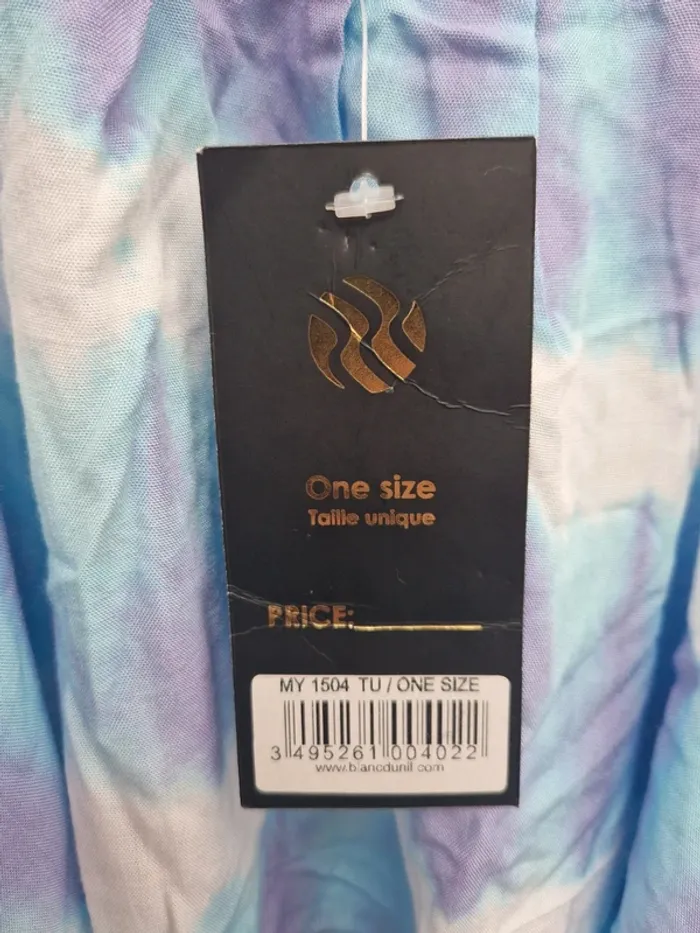 One size
Taille unique
PRICE:
MY 1504 TU / ONE SIZE
3 495261 004022
www.blancdunil.com